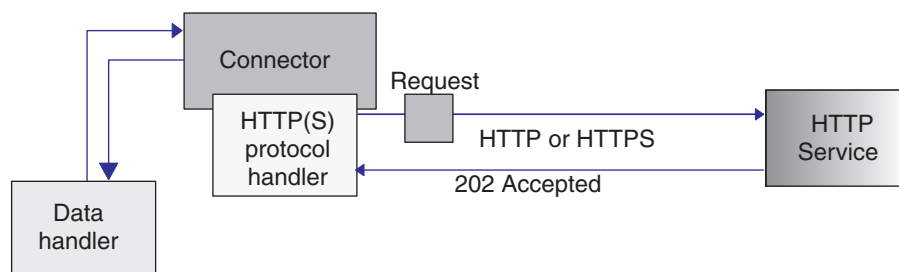 Connector
Request
HTTP(S)
protocol
handler
HTTP or HTTPS
202 Accepted
HTTP
Service
Data
handler